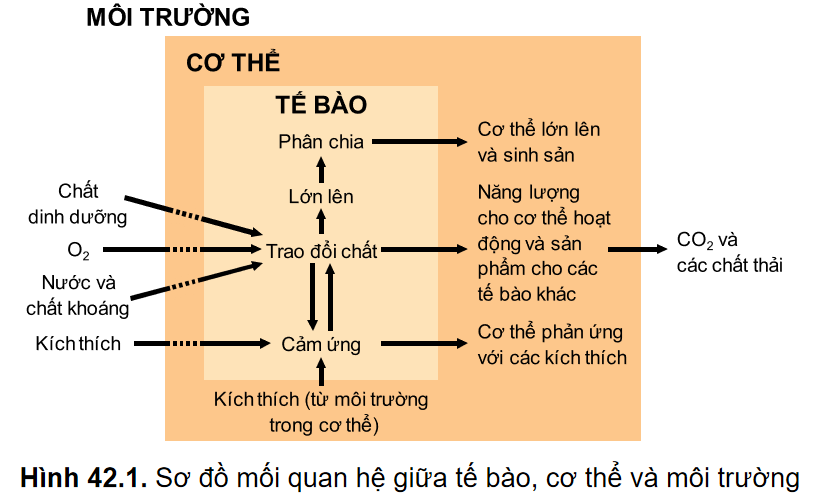 MÔI TRƯỜNG
CƠ THỂ
TẾ BÀO
Phân chia
Cơ thể lớn lên
và sinh sản
Lớn lên
Chất
dinh dưỡng
O₂
Nước và
chất khoáng
Trao đổi chất
Năng lượng
cho cơ thể hoạt
động và sản
phẩm cho các
tế bào khác
CO₂ và
các chất thải
Kích thích
Cảm ứng
Cơ thể phản ứng
với các kích thích
Kích thích (từ môi trường
trong cơ thể)
Hình 42.1. Sơ đồ mối quan hệ giữa tế bào, cơ thể và môi trường